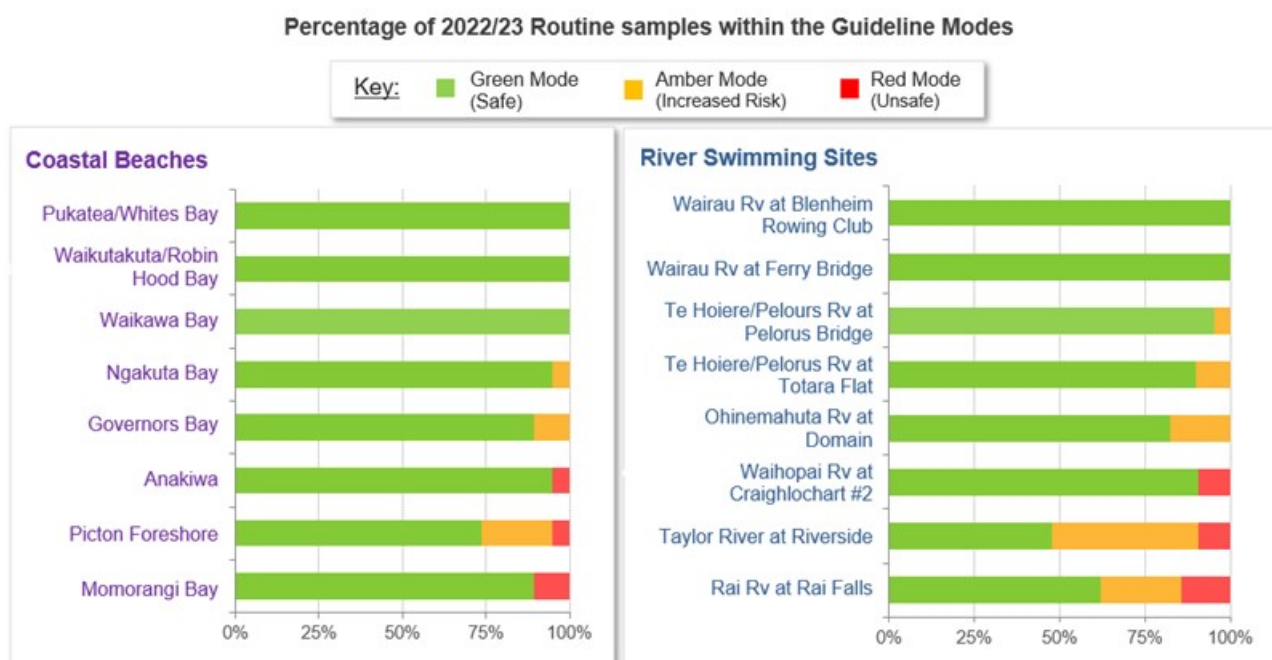 Percentage of 2022/23 Routine samples within the Guideline Modes
Key:
Green Mode
(Safe)
Amber Mode
(Increased Risk)
Red Mode
(Unsafe)
Coastal Beaches
Pukatea/Whites Bay
Waikutakuta/Robin
Hood Bay
Waikawa Bay
Ngakuta Bay
Governors Bay
Anakiwa
Picton Foreshore
Momorangi Bay
0% 25% 50% 75% 100%
River Swimming Sites
Wairau Rv at Blenheim
Rowing Club
Wairau Rv at Ferry Bridge
Te Hoiere/Pelours Rv at
Pelorus Bridge
Te Hoiere/Pelorus Rv at
Totara Flat
Ohinemahuta Rv at
Domain
Waihopai Rv at
Craighlochart #2
Taylor River at Riverside
Rai Rv at Rai Falls
0% 25% 50% 75% 100%